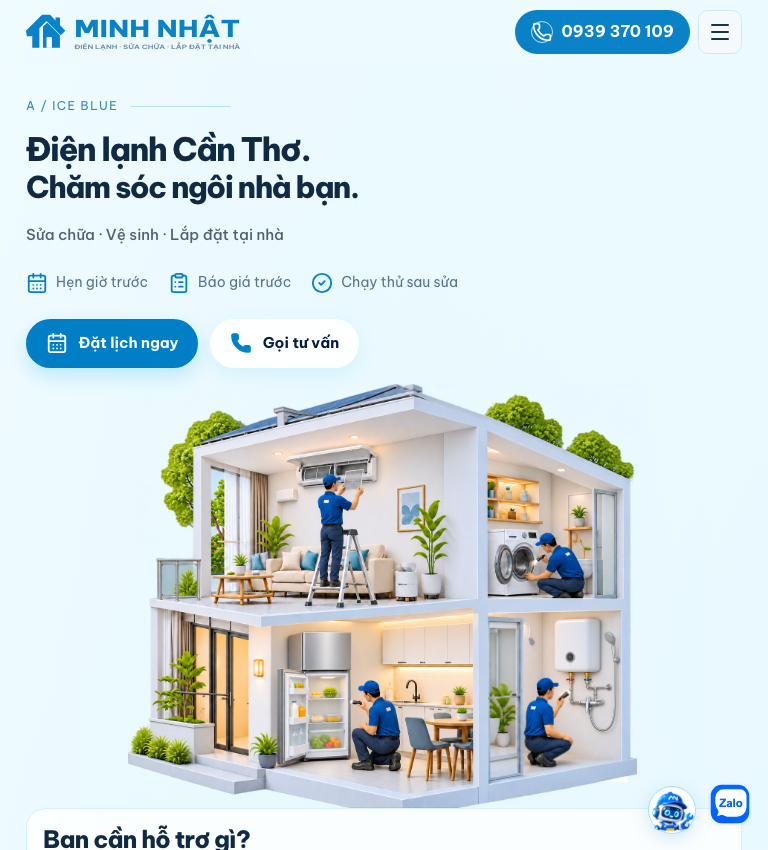 MINH NHẬT
ĐIỆN LẠNH · SỬA CHỮA · LẮP ĐẶT TẠI NHÀ
0939 370 109
A / ICE BLUE
Điện lạnh Cần Thơ.
Chăm sóc ngôi nhà bạn.
Sửa chữa · Vệ sinh · Lắp đặt tại nhà
Hẹn giờ trước
Báo giá trước
Chạy thử sau sửa
Đặt lịch ngay
Gọi tư vấn
Zalo
Bạn cần hỗ trợ gì?